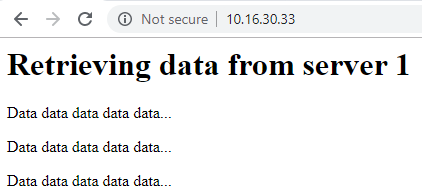 Not secure | 10.16.30.33
Retrieving data from server 1
Data data data data data...
Data data data data data...
Data data data data data...